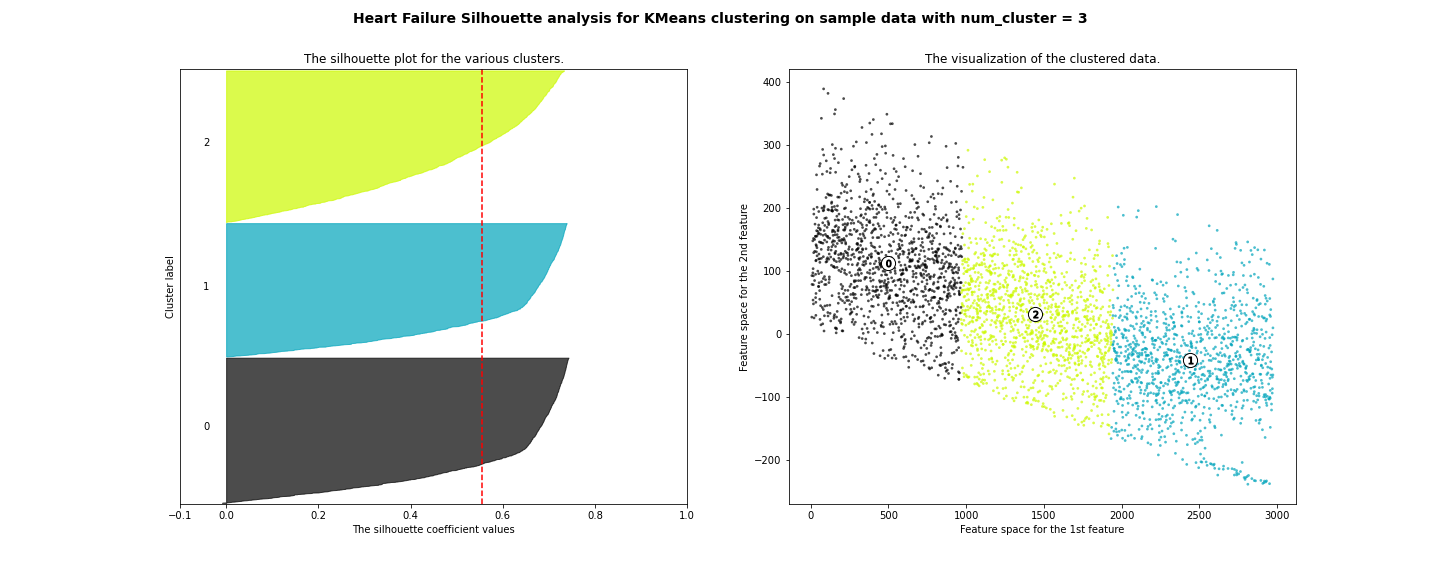 Heart Failure Silhouette analysis for KMeans clustering on sample data with num_cluster = 3
The silhouette plot for the various clusters.
Cluster label
2
1
0
−0.1 0.0 0.2 0.4 0.6 0.8 1.0
The silhouette coefficient values
The visualization of the clustered data.
Feature space for the 2nd feature
400
300
200
100
0
−100
−200
0
2
1
0 500 1000 1500 2000 2500 3000
Feature space for the 1st feature